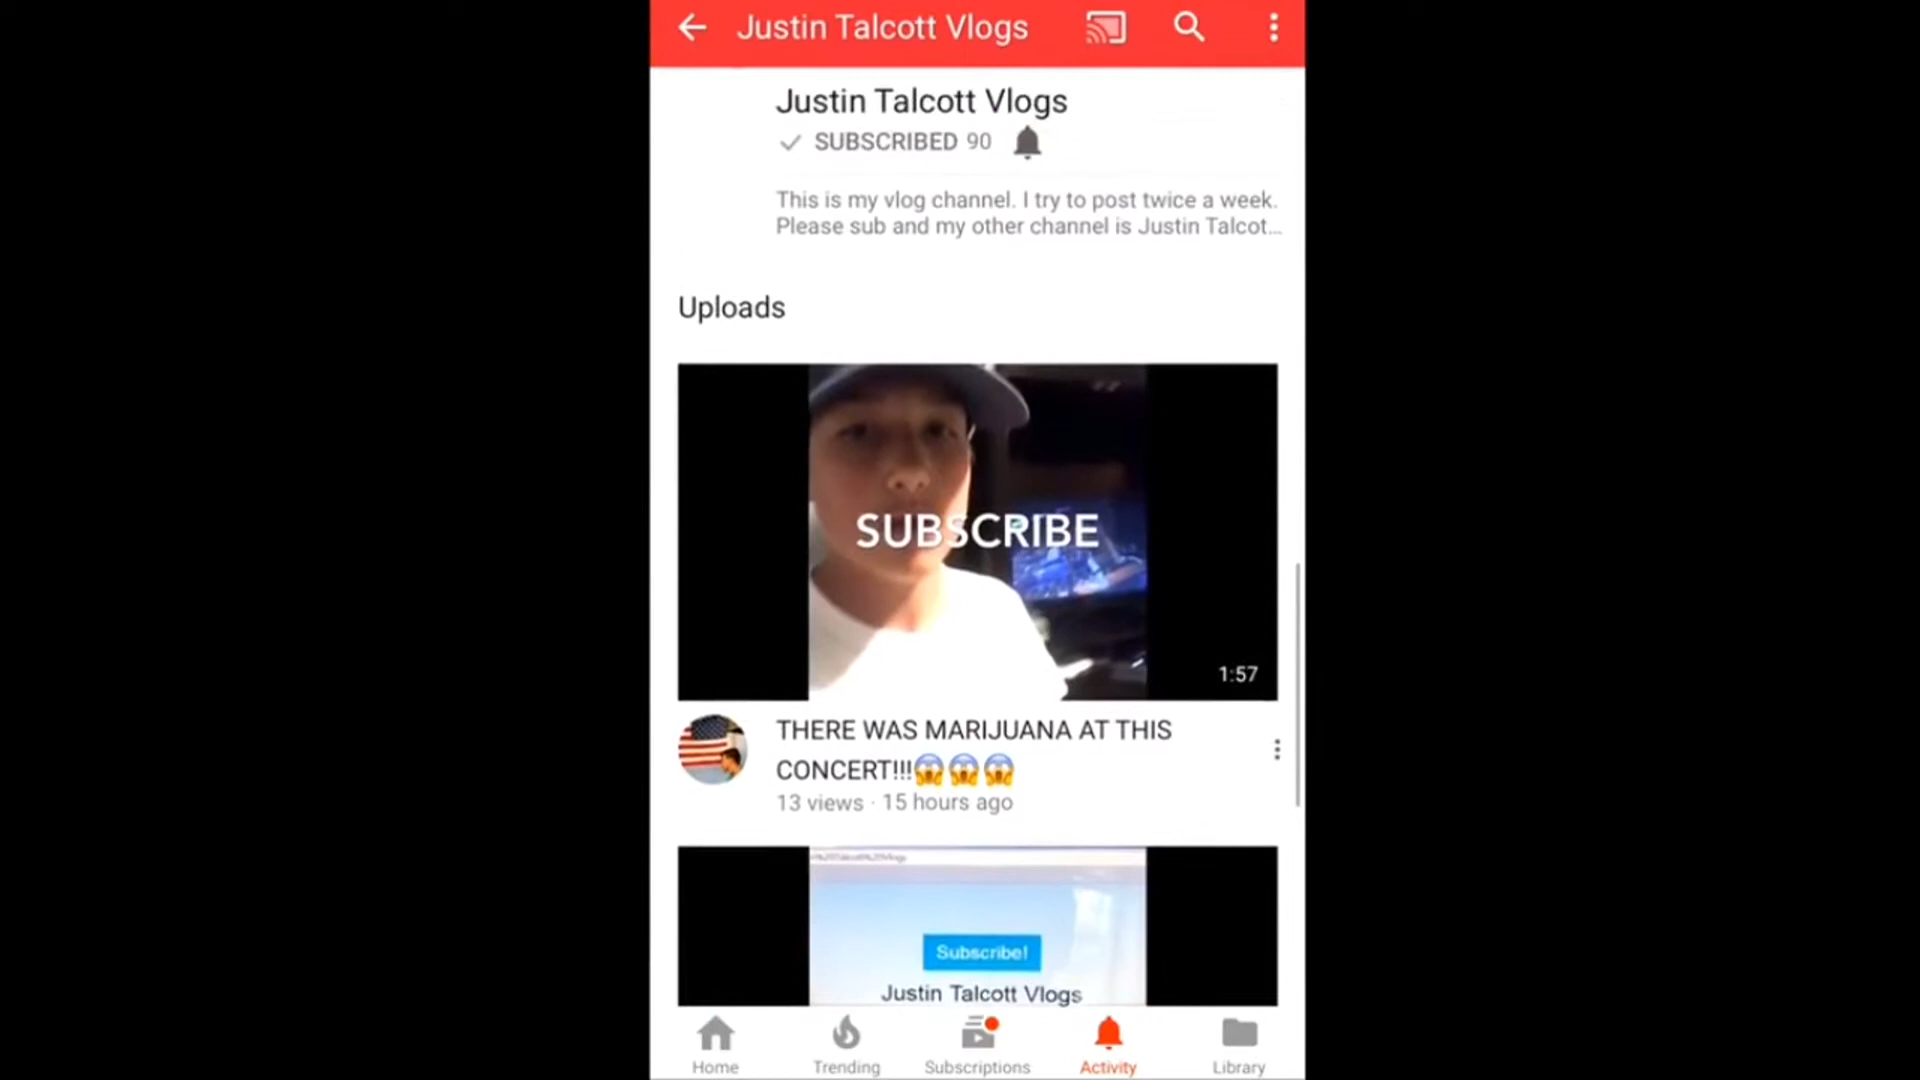 Justin Talcott Vlogs
Justin Talcott Vlogs
SUBSCRIBED 90
This is my vlog channel. I try to post twice a week.
Please sub and my other channel is Justin Talcot...
Uploads
SUBSCRIBE
1:57
THERE WAS MARIJUANA AT THIS
CONCERT!!!😱😱😱
13 views · 15 hours ago
Subscribe!
Justin Talcott Vlogs
Home
Trending
Subscriptions
Activity
Library